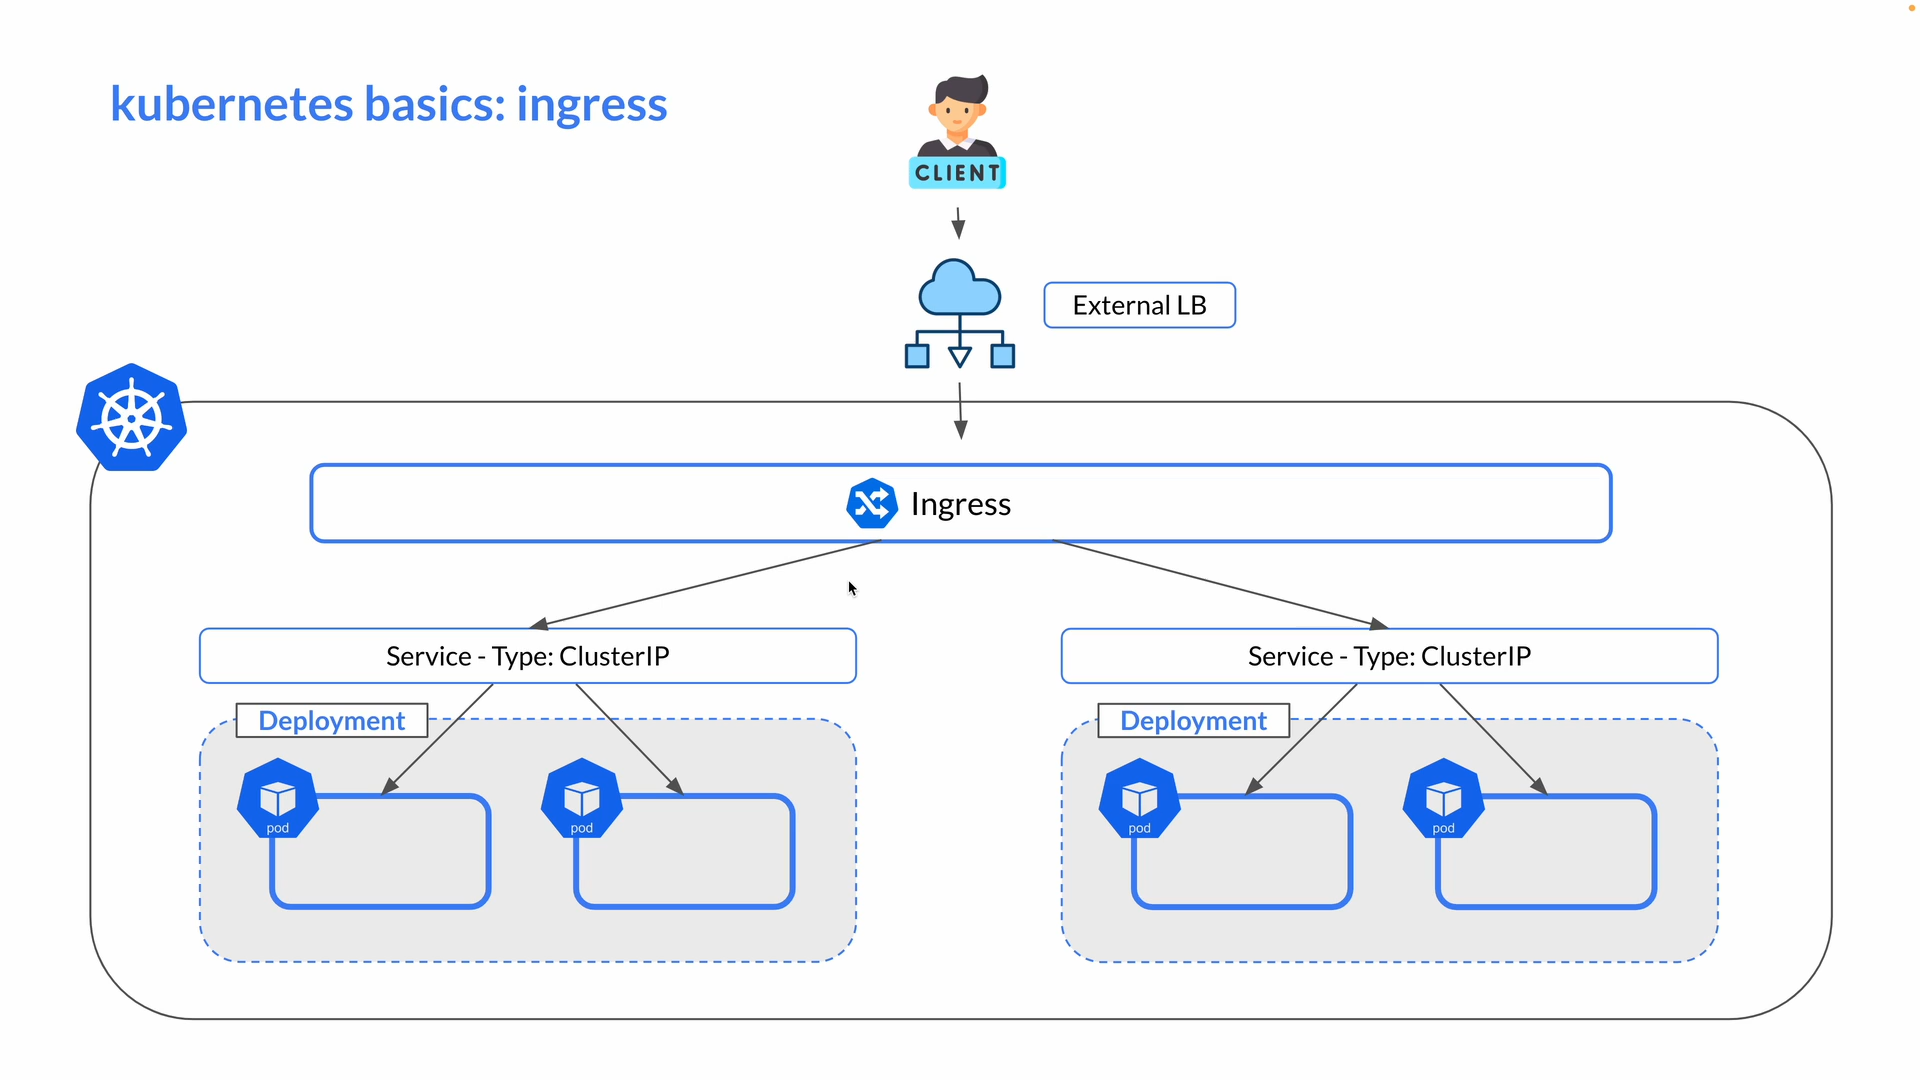 kubernetes basics: ingress
CLIENT
External LB
Ingress
Service - Type: ClusterIP
Service - Type: ClusterIP
Deployment
Deployment
pod
pod
pod
pod